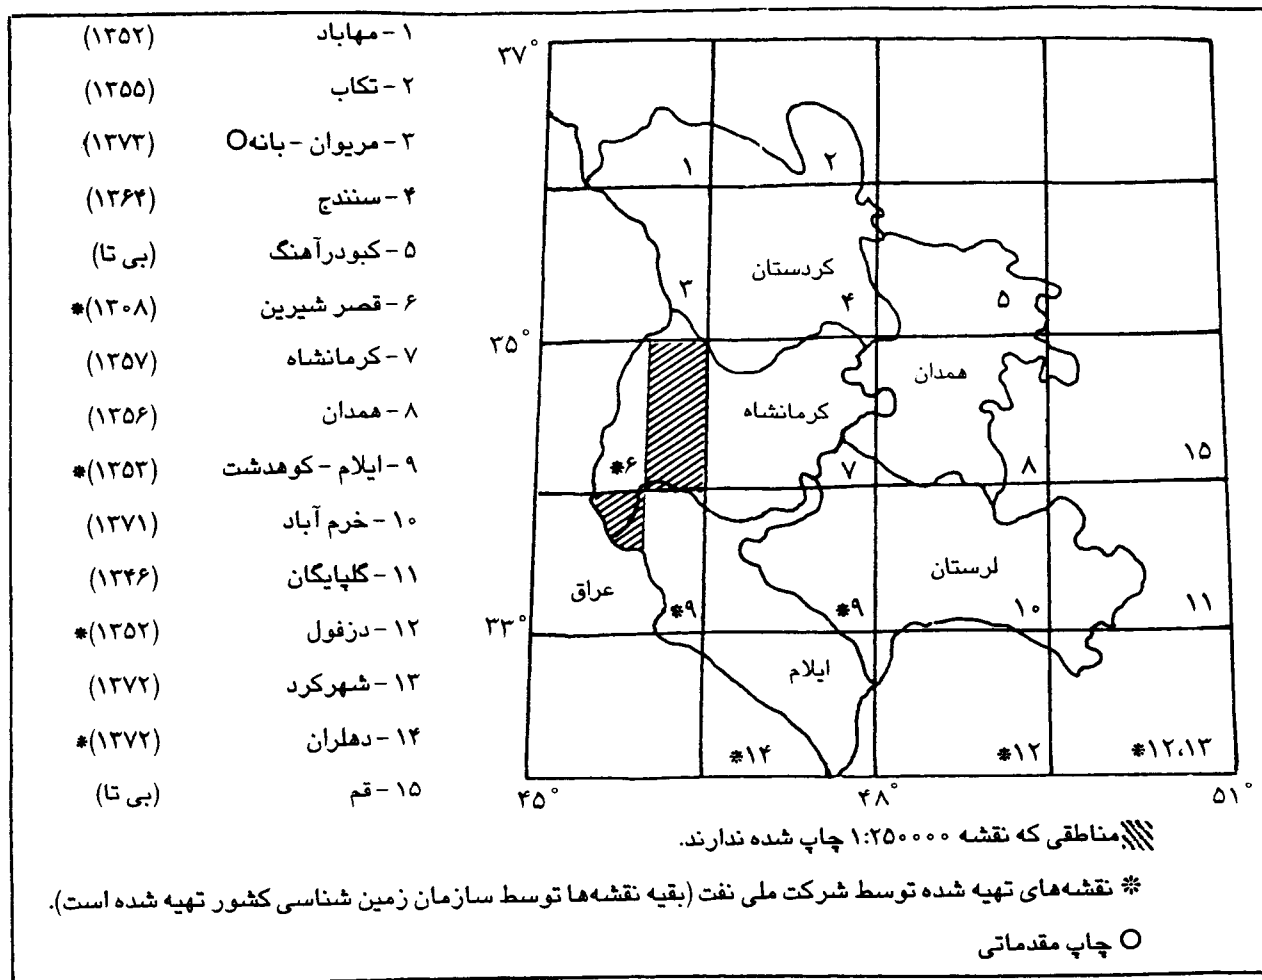 ۱ - مهاباد (۱۳۵۲)
۲ - تکاب (۱۳۵۵)
۳ - مریوان - بانه○ (۱۳۷۳)
۴ - سنندج (۱۳۶۴)
۵ - کبودرآهنگ (بی تا)
۶ - قصر شیرین (۱۳۰۸)*
۷ - کرمانشاه (۱۳۵۷)
۸ - همدان (۱۳۵۶)
۹ - ایلام - کوهدشت (۱۳۵۳)*
۱۰ - خرم آباد (۱۳۷۱)
۱۱ - گلپایگان (۱۳۴۶)
۱۲ - دزفول (۱۳۵۲)*
۱۳ - شهرکرد (۱۳۷۲)
۱۴ - دهلران (۱۳۷۲)*
۱۵ - قم (بی تا)
۳۷°
۱
۲
کردستان
۳
۴
۵
۳۵°
همدان
کرمانشاه
*۶
۷
۸
۱۵
لرستان
عراق
*۹
*۹
۱۰
۱۱
۳۳°
ایلام
*۱۴
*۱۲
*۱۲،۱۳
۴۵°
۴۸°
۵۱°
مناطقی که نقشه ۱:۲۵۰۰۰۰ چاپ شده ندارند.
* نقشه‌های تهیه شده توسط شرکت ملی نفت (بقیه نقشه‌ها توسط سازمان زمین شناسی کشور تهیه شده است).
○ چاپ مقدماتی